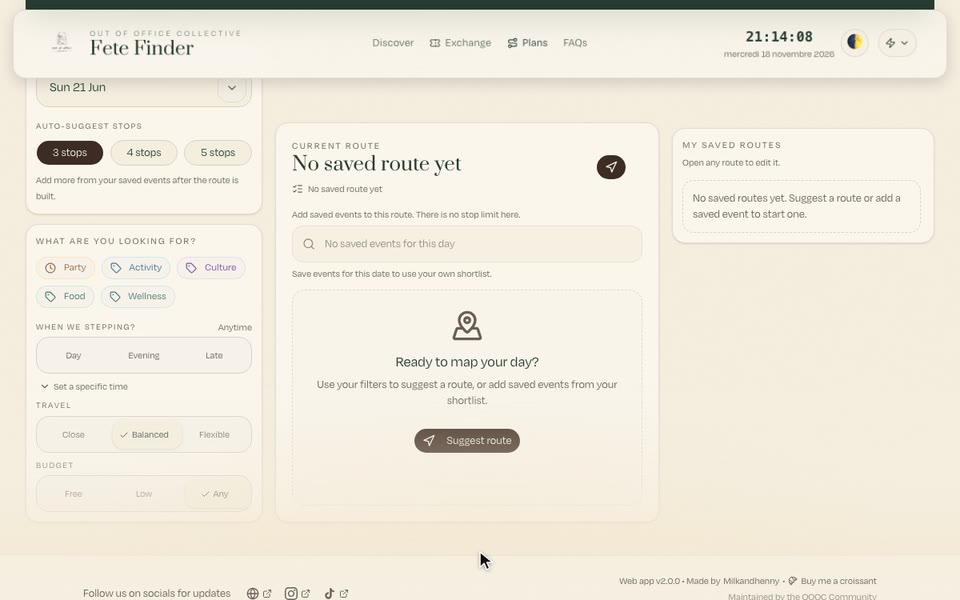 OUT OF OFFICE COLLECTIVE
Fete Finder
Discover
Exchange
Plans
FAQs
21:14:08
mercredi 18 novembre 2026
Sun 21 Jun
AUTO-SUGGEST STOPS
3 stops
4 stops
5 stops
Add more from your saved events after the route is
built.
WHAT ARE YOU LOOKING FOR?
Party
Activity
Culture
Food
Wellness
WHEN WE STEPPING?
Anytime
Day
Evening
Late
Set a specific time
TRAVEL
Close
Balanced
Flexible
BUDGET
Free
Low
Any
CURRENT ROUTE
No saved route yet
No saved route yet
Add saved events to this route. There is no stop limit here.
No saved events for this day
Save events for this date to use your own shortlist.
Ready to map your day?
Use your filters to suggest a route, or add saved events from your
shortlist.
Suggest route
MY SAVED ROUTES
Open any route to edit it.
No saved routes yet. Suggest a route or add a
saved event to start one.
Follow us on socials for updates
Web app v2.0.0 • Made by Milkandhenny •
Buy me a croissant
Maintained by the OOOC Community